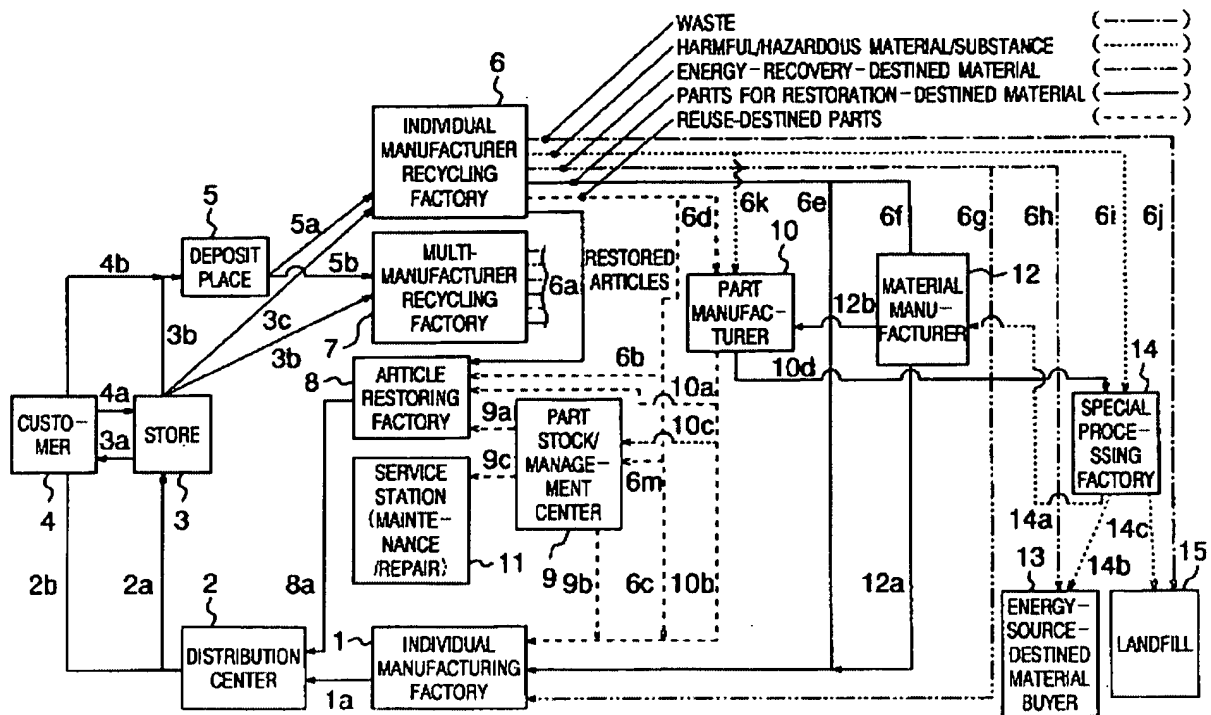 WASTE
HARMFUL/HAZARDOUS MATERIAL/SUBSTANCE
ENERGY-RECOVERY-DESTINED MATERIAL
PARTS FOR RESTORATION-DESTINED MATERIAL
REUSE-DESTINED PARTS
6
INDIVIDUAL
MANUFACTURER
RECYCLING
FACTORY
5
5a
DEPOSIT
PLACE
4b
5b
MULTI-
MANUFACTURER
RECYCLING
FACTORY
7
6a
RESTORED
ARTICLES
6d
6k
6e
6f
6g
6h
6i
6j
10
PART
MANUFAC-
TURER
12b
MATERIAL
MANU-
FACTURER
12
3b
3c
3b
8
ARTICLE
RESTORING
FACTORY
6b
10a
10d
14
SPECIAL
PROCE-
SSING
FACTORY
4a
3a
CUSTO-
MER
4
STORE
3
9a
9c
PART
STOCK/
MANAGE-
MENT
CENTER
9
10c
6m
SERVICE
STATION
(MAINTE-
NANCE
/REPAIR)
11
14a
14c
14b
13
15
2b
2a
2
8a
1
9b
6c
10b
12a
DISTRIBUTION
CENTER
1a
INDIVIDUAL
MANUFACTURING
FACTORY
ENERGY-
SOURCE-
DESTINED
MATERIAL
BUYER
LANDFILL